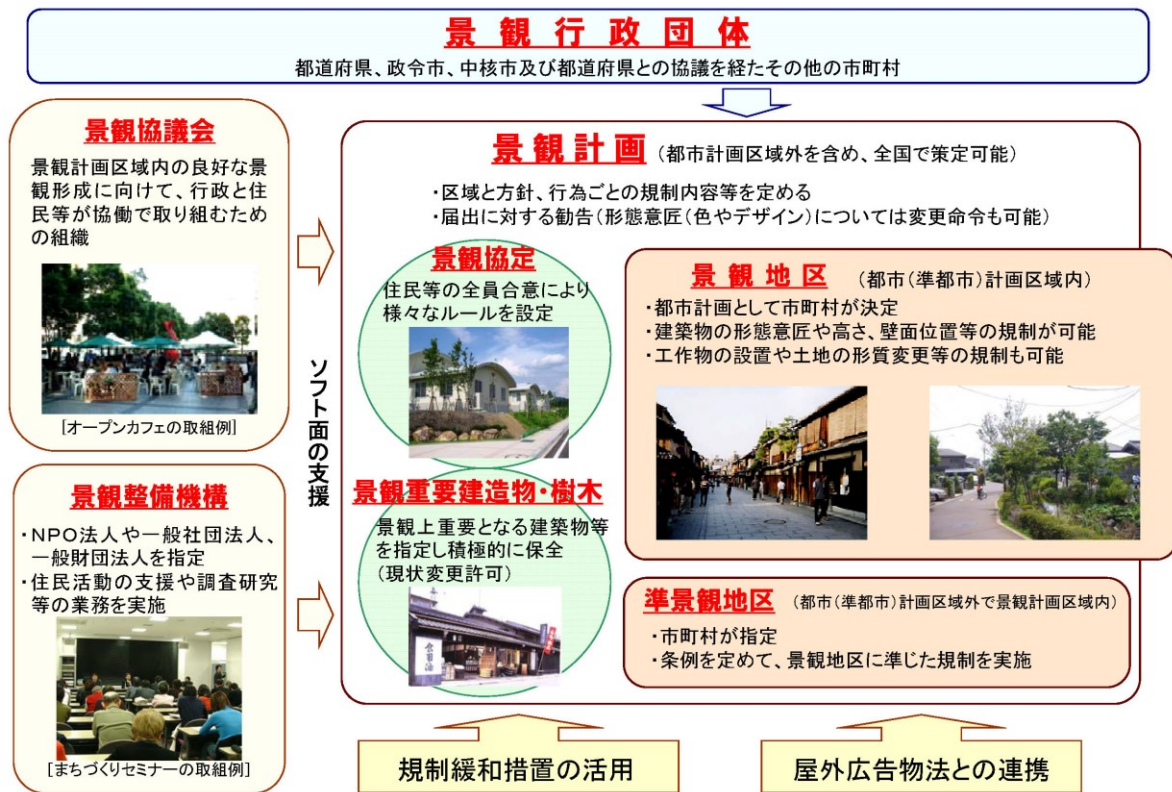 景観行政団体
都道府県、政令市、中核市及び都道府県との協議を経たその他の市町村
景観協議会
景観計画区域内の良好な景
観形成に向けて、行政と住
民等が協働で取り組むため
の組織
[オープンカフェの取組例]
景観整備機構
・NPO法人や一般社団法人、
一般財団法人を指定
・住民活動の支援や調査研究
等の業務を実施
[まちづくりセミナーの取組例]
ソフト面の支援
景観計画 (都市計画区域外を含め、全国で策定可能)
・区域と方針、行為ごとの規制内容等を定める
・届出に対する勧告(形態意匠(色やデザイン)については変更命令も可能)
景観協定
住民等の全員合意により
様々なルールを設定
景観重要建造物・樹木
景観上重要となる建築物等
を指定し積極的に保全
(現状変更許可)
景観地区 (都市(準都市)計画区域内)
・都市計画として市町村が決定
・建築物の形態意匠や高さ、壁面位置等の規制が可能
・工作物の設置や土地の形質変更等の規制も可能
準景観地区 (都市(準都市)計画区域外で景観計画区域内)
・市町村が指定
・条例を定めて、景観地区に準じた規制を実施
規制緩和措置の活用
屋外広告物法との連携